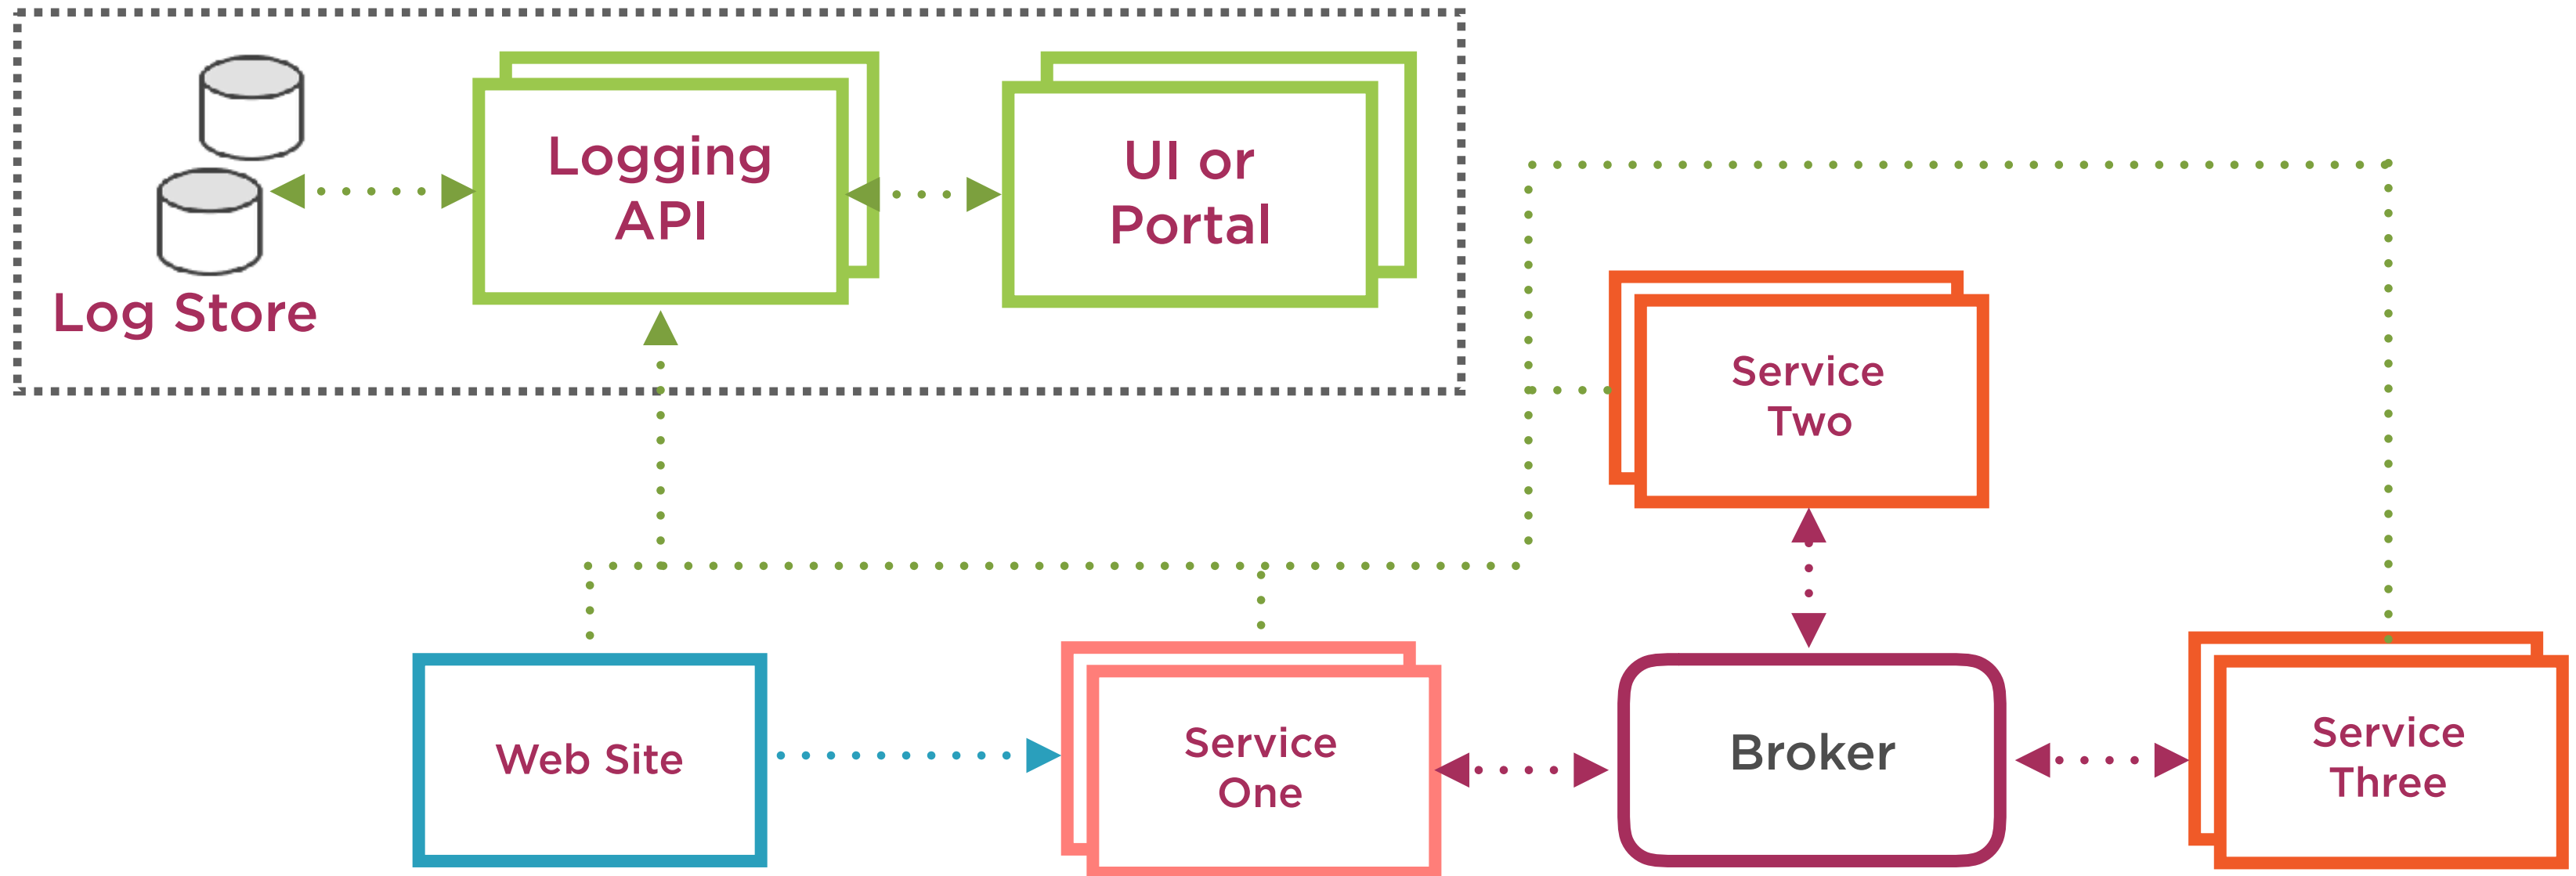 Logging
API
UI or
Portal
Log Store
Service
Two
Web Site
Service
One
Broker
Service
Three